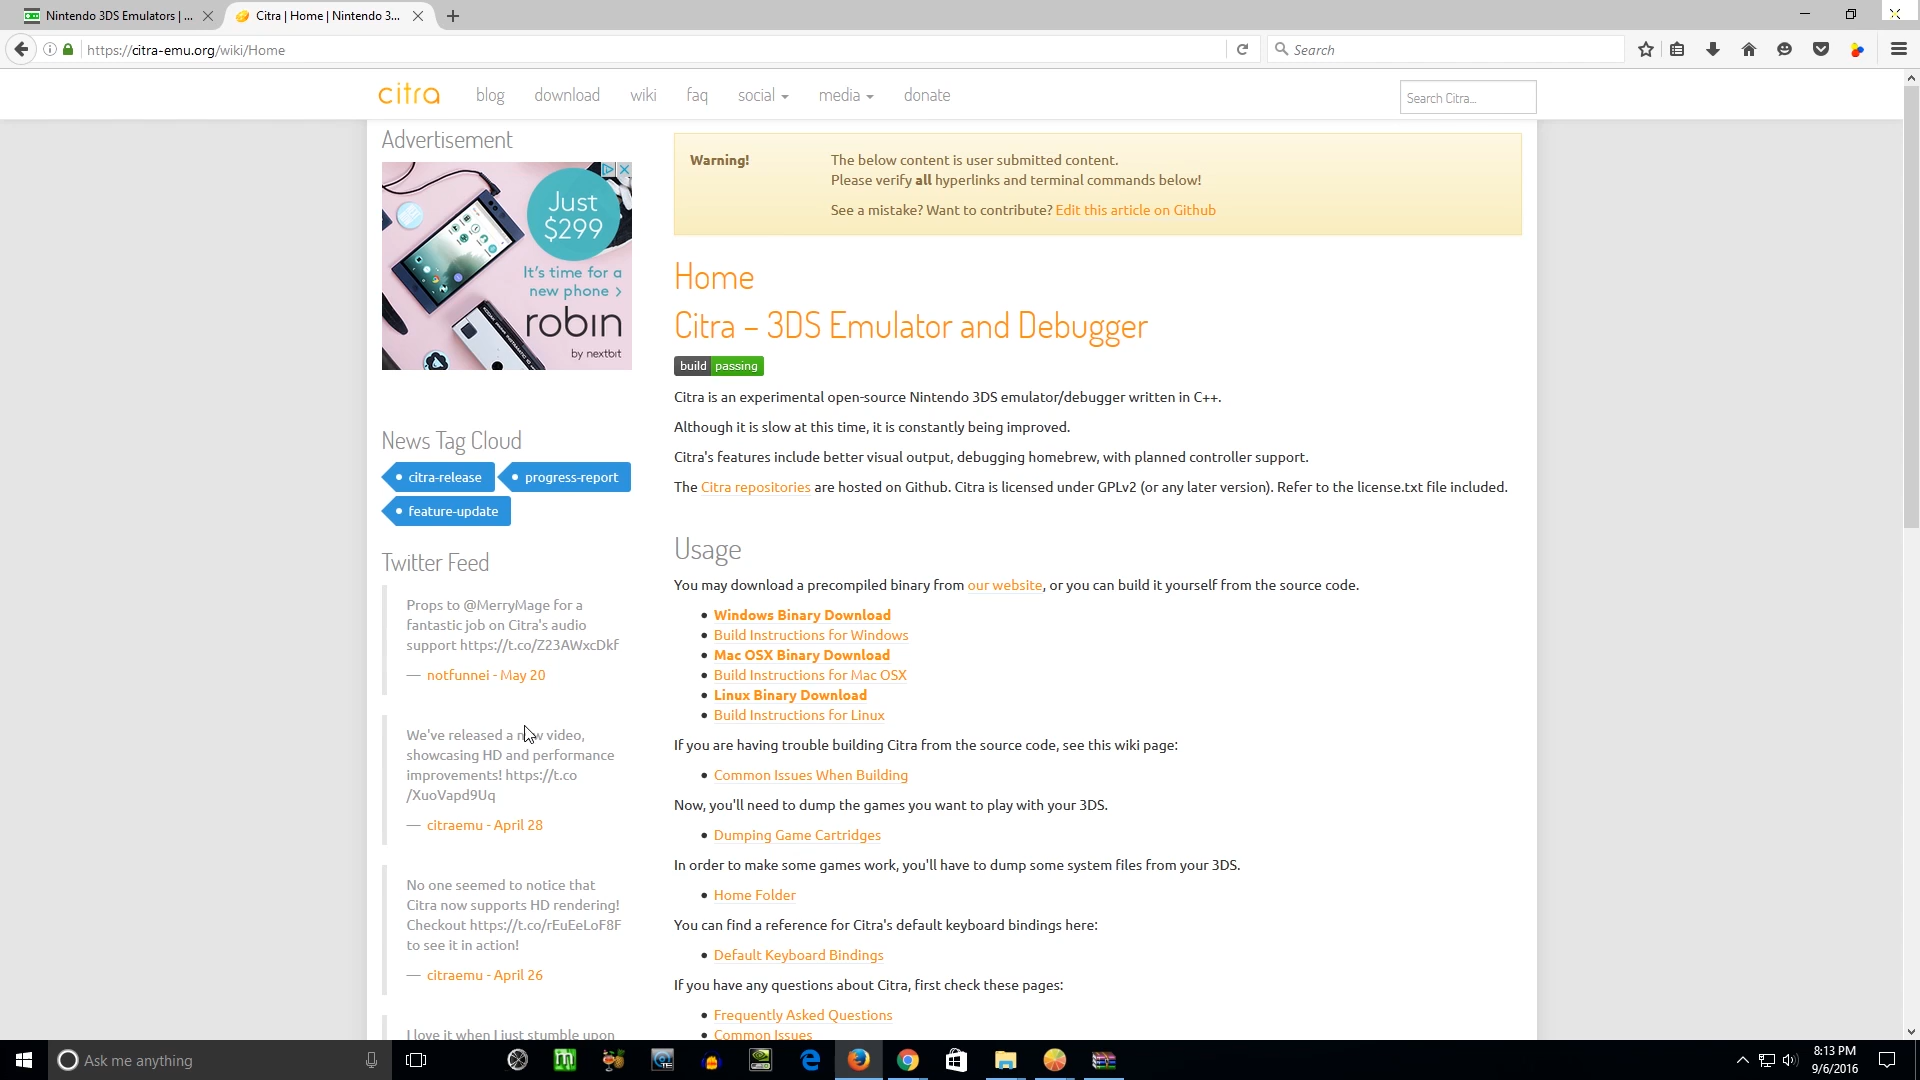 Nintendo 3DS Emulators | ...
Citra | Home | Nintendo 3...
https://citra-emu.org/wiki/Home
Search
citra
blog
download
wiki
faq
social
media
donate
Search Citra...
Advertisement
Just
$299
It's time for a
new phone >
robin
by nextbit
News Tag Cloud
citra-release
progress-report
feature-update
Twitter Feed
Props to @MerryMage for a
fantastic job on Citra's audio
support https://t.co/Z23AWxcDkf
— notfunnei - May 20
We've released a new video,
showcasing HD and performance
improvements! https://t.co
/XuoVapd9Uq
— citraemu - April 28
No one seemed to notice that
Citra now supports HD rendering!
Checkout https://t.co/rEuEeLoF8F
to see it in action!
— citraemu - April 26
I love it when I just stumble upon
Warning!
The below content is user submitted content.
Please verify all hyperlinks and terminal commands below!
See a mistake? Want to contribute? Edit this article on Github
Home
Citra – 3DS Emulator and Debugger
build passing
Citra is an experimental open-source Nintendo 3DS emulator/debugger written in C++.
Although it is slow at this time, it is constantly being improved.
Citra's features include better visual output, debugging homebrew, with planned controller support.
The Citra repositories are hosted on Github. Citra is licensed under GPLv2 (or any later version). Refer to the license.txt file included.
Usage
You may download a precompiled binary from our website, or you can build it yourself from the source code.
• Windows Binary Download
• Build Instructions for Windows
• Mac OSX Binary Download
• Build Instructions for Mac OSX
• Linux Binary Download
• Build Instructions for Linux
If you are having trouble building Citra from the source code, see this wiki page:
• Common Issues When Building
Now, you'll need to dump the games you want to play with your 3DS.
• Dumping Game Cartridges
In order to make some games work, you'll have to dump some system files from your 3DS.
• Home Folder
You can find a reference for Citra's default keyboard bindings here:
• Default Keyboard Bindings
If you have any questions about Citra, first check these pages:
• Frequently Asked Questions
• Common Issues
Ask me anything
8:13 PM
9/6/2016